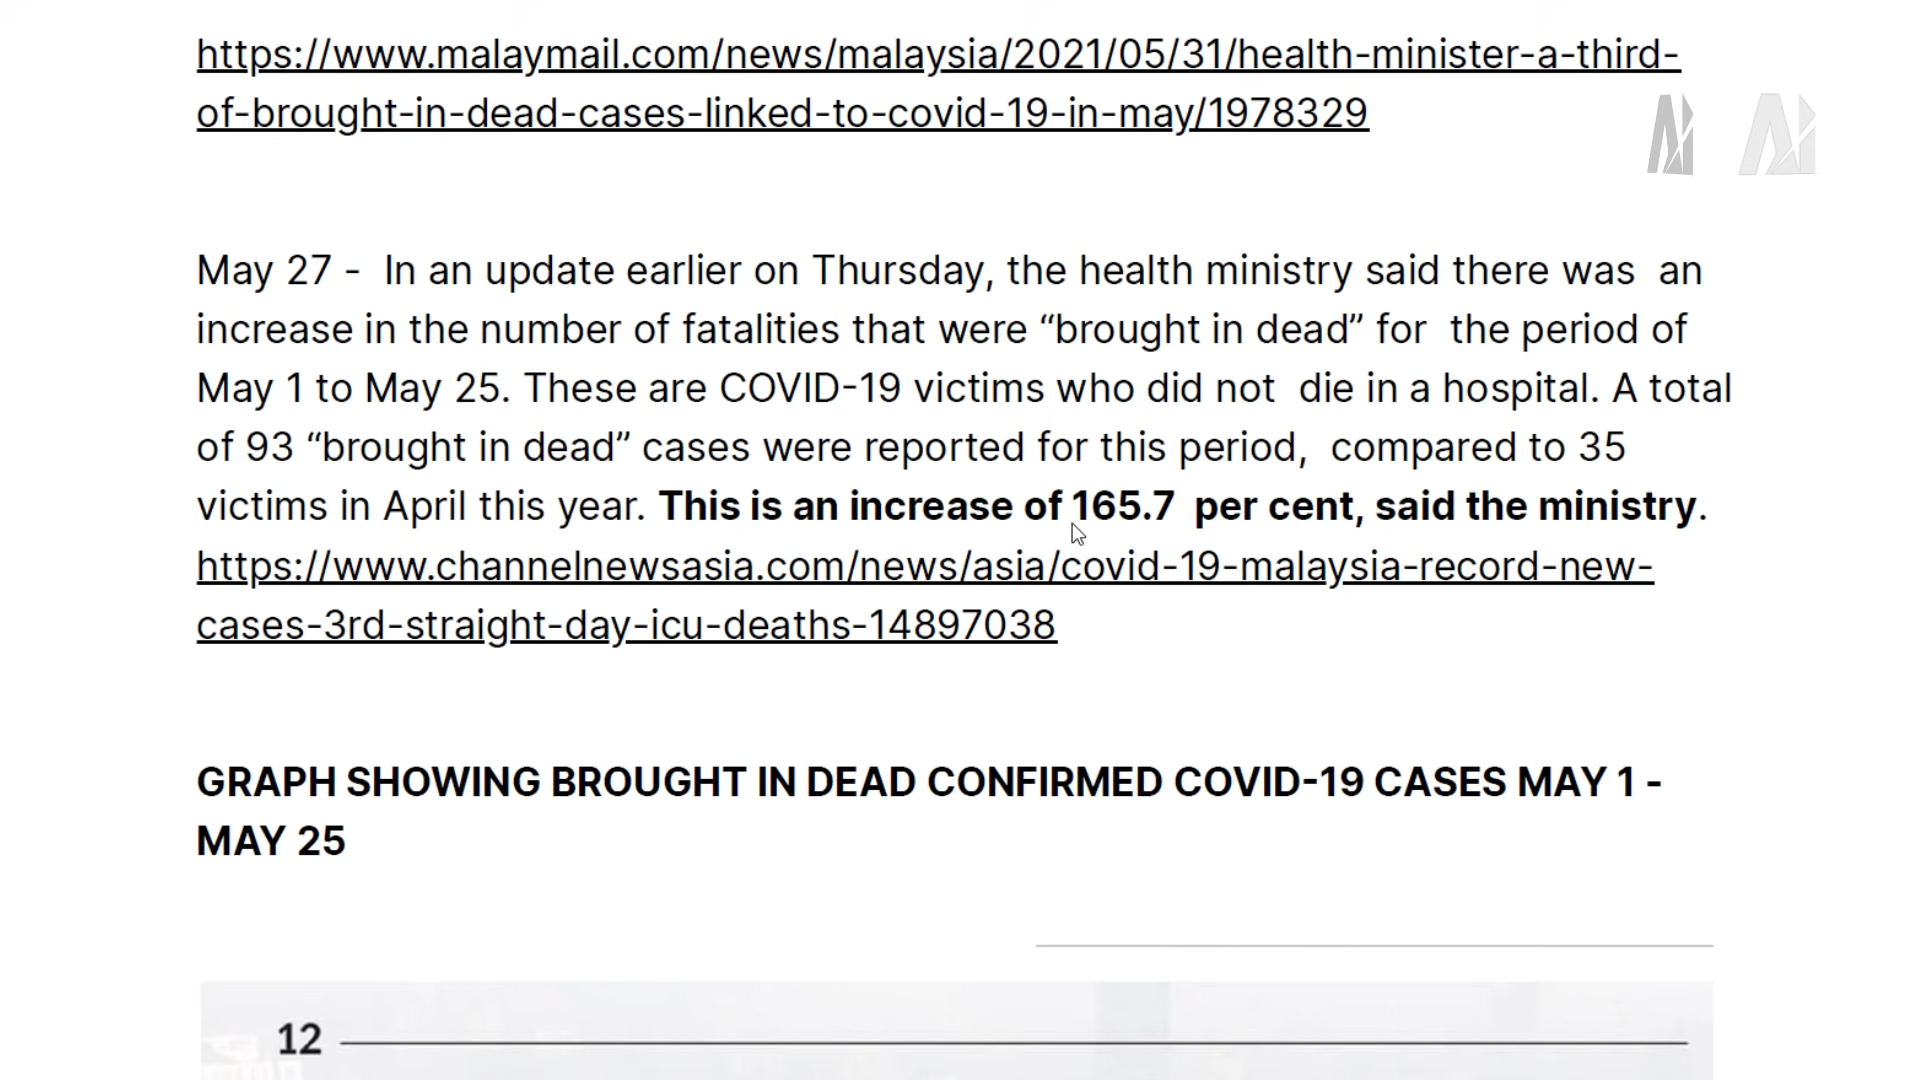 https://www.malaymail.com/news/malaysia/2021/05/31/health-minister-a-third-
of-brought-in-dead-cases-linked-to-covid-19-in-may/1978329
May 27 -  In an update earlier on Thursday, the health ministry said there was  an
increase in the number of fatalities that were “brought in dead” for  the period of
May 1 to May 25. These are COVID-19 victims who did not  die in a hospital. A total
of 93 “brought in dead” cases were reported for this period,  compared to 35
victims in April this year. This is an increase of 165.7  per cent, said the ministry.
https://www.channelnewsasia.com/news/asia/covid-19-malaysia-record-new-
cases-3rd-straight-day-icu-deaths-14897038
GRAPH SHOWING BROUGHT IN DEAD CONFIRMED COVID-19 CASES MAY 1 -
MAY 25
12